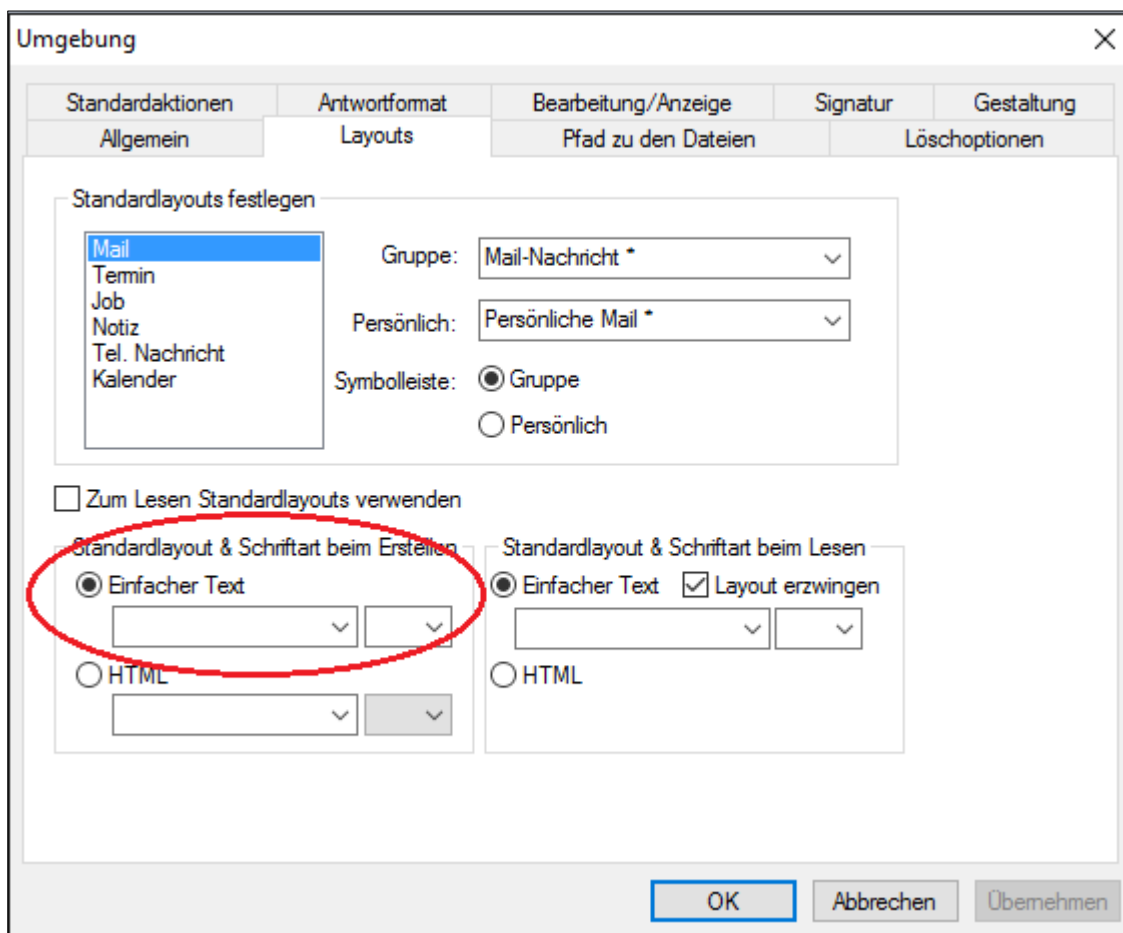 Umgebung
Standardaktionen Antwortformat Bearbeitung/Anzeige Signatur Gestaltung
Allgemein Layouts Pfad zu den Dateien Löschoptionen
Standardlayouts festlegen
Mail
Termin
Job
Notiz
Tel. Nachricht
Kalender
Gruppe: Mail-Nachricht *
Persönlich: Persönliche Mail *
Symbolleiste: Gruppe
Persönlich
Zum Lesen Standardlayouts verwenden
Standardlayout & Schriftart beim Erstellen
Einfacher Text
HTML
Standardlayout & Schriftart beim Lesen
Einfacher Text Layout erzwingen
HTML
OK Abbrechen Übernehmen